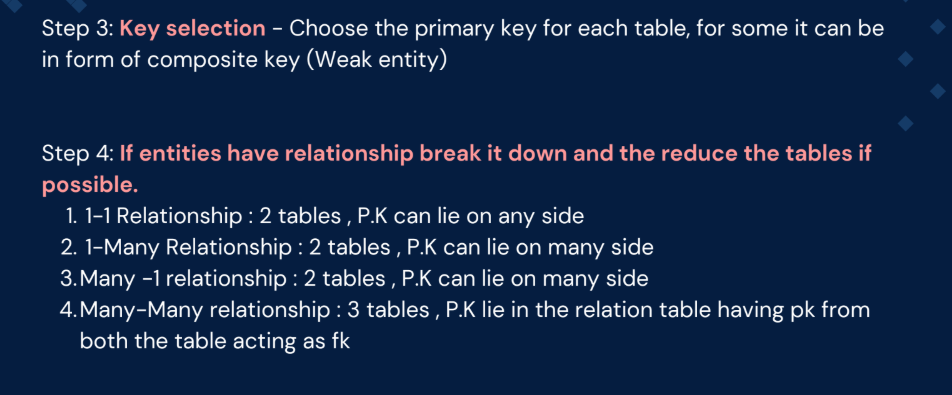 Step 3: Key selection - Choose the primary key for each table, for some it can be
in form of composite key (Weak entity)
Step 4: If entities have relationship break it down and the reduce the tables if
possible.
1. 1-1 Relationship : 2 tables , P.K can lie on any side
2. 1-Many Relationship : 2 tables , P.K can lie on many side
3. Many -1 relationship : 2 tables , P.K can lie on many side
4. Many-Many relationship : 3 tables , P.K lie in the relation table having pk from
both the table acting as fk